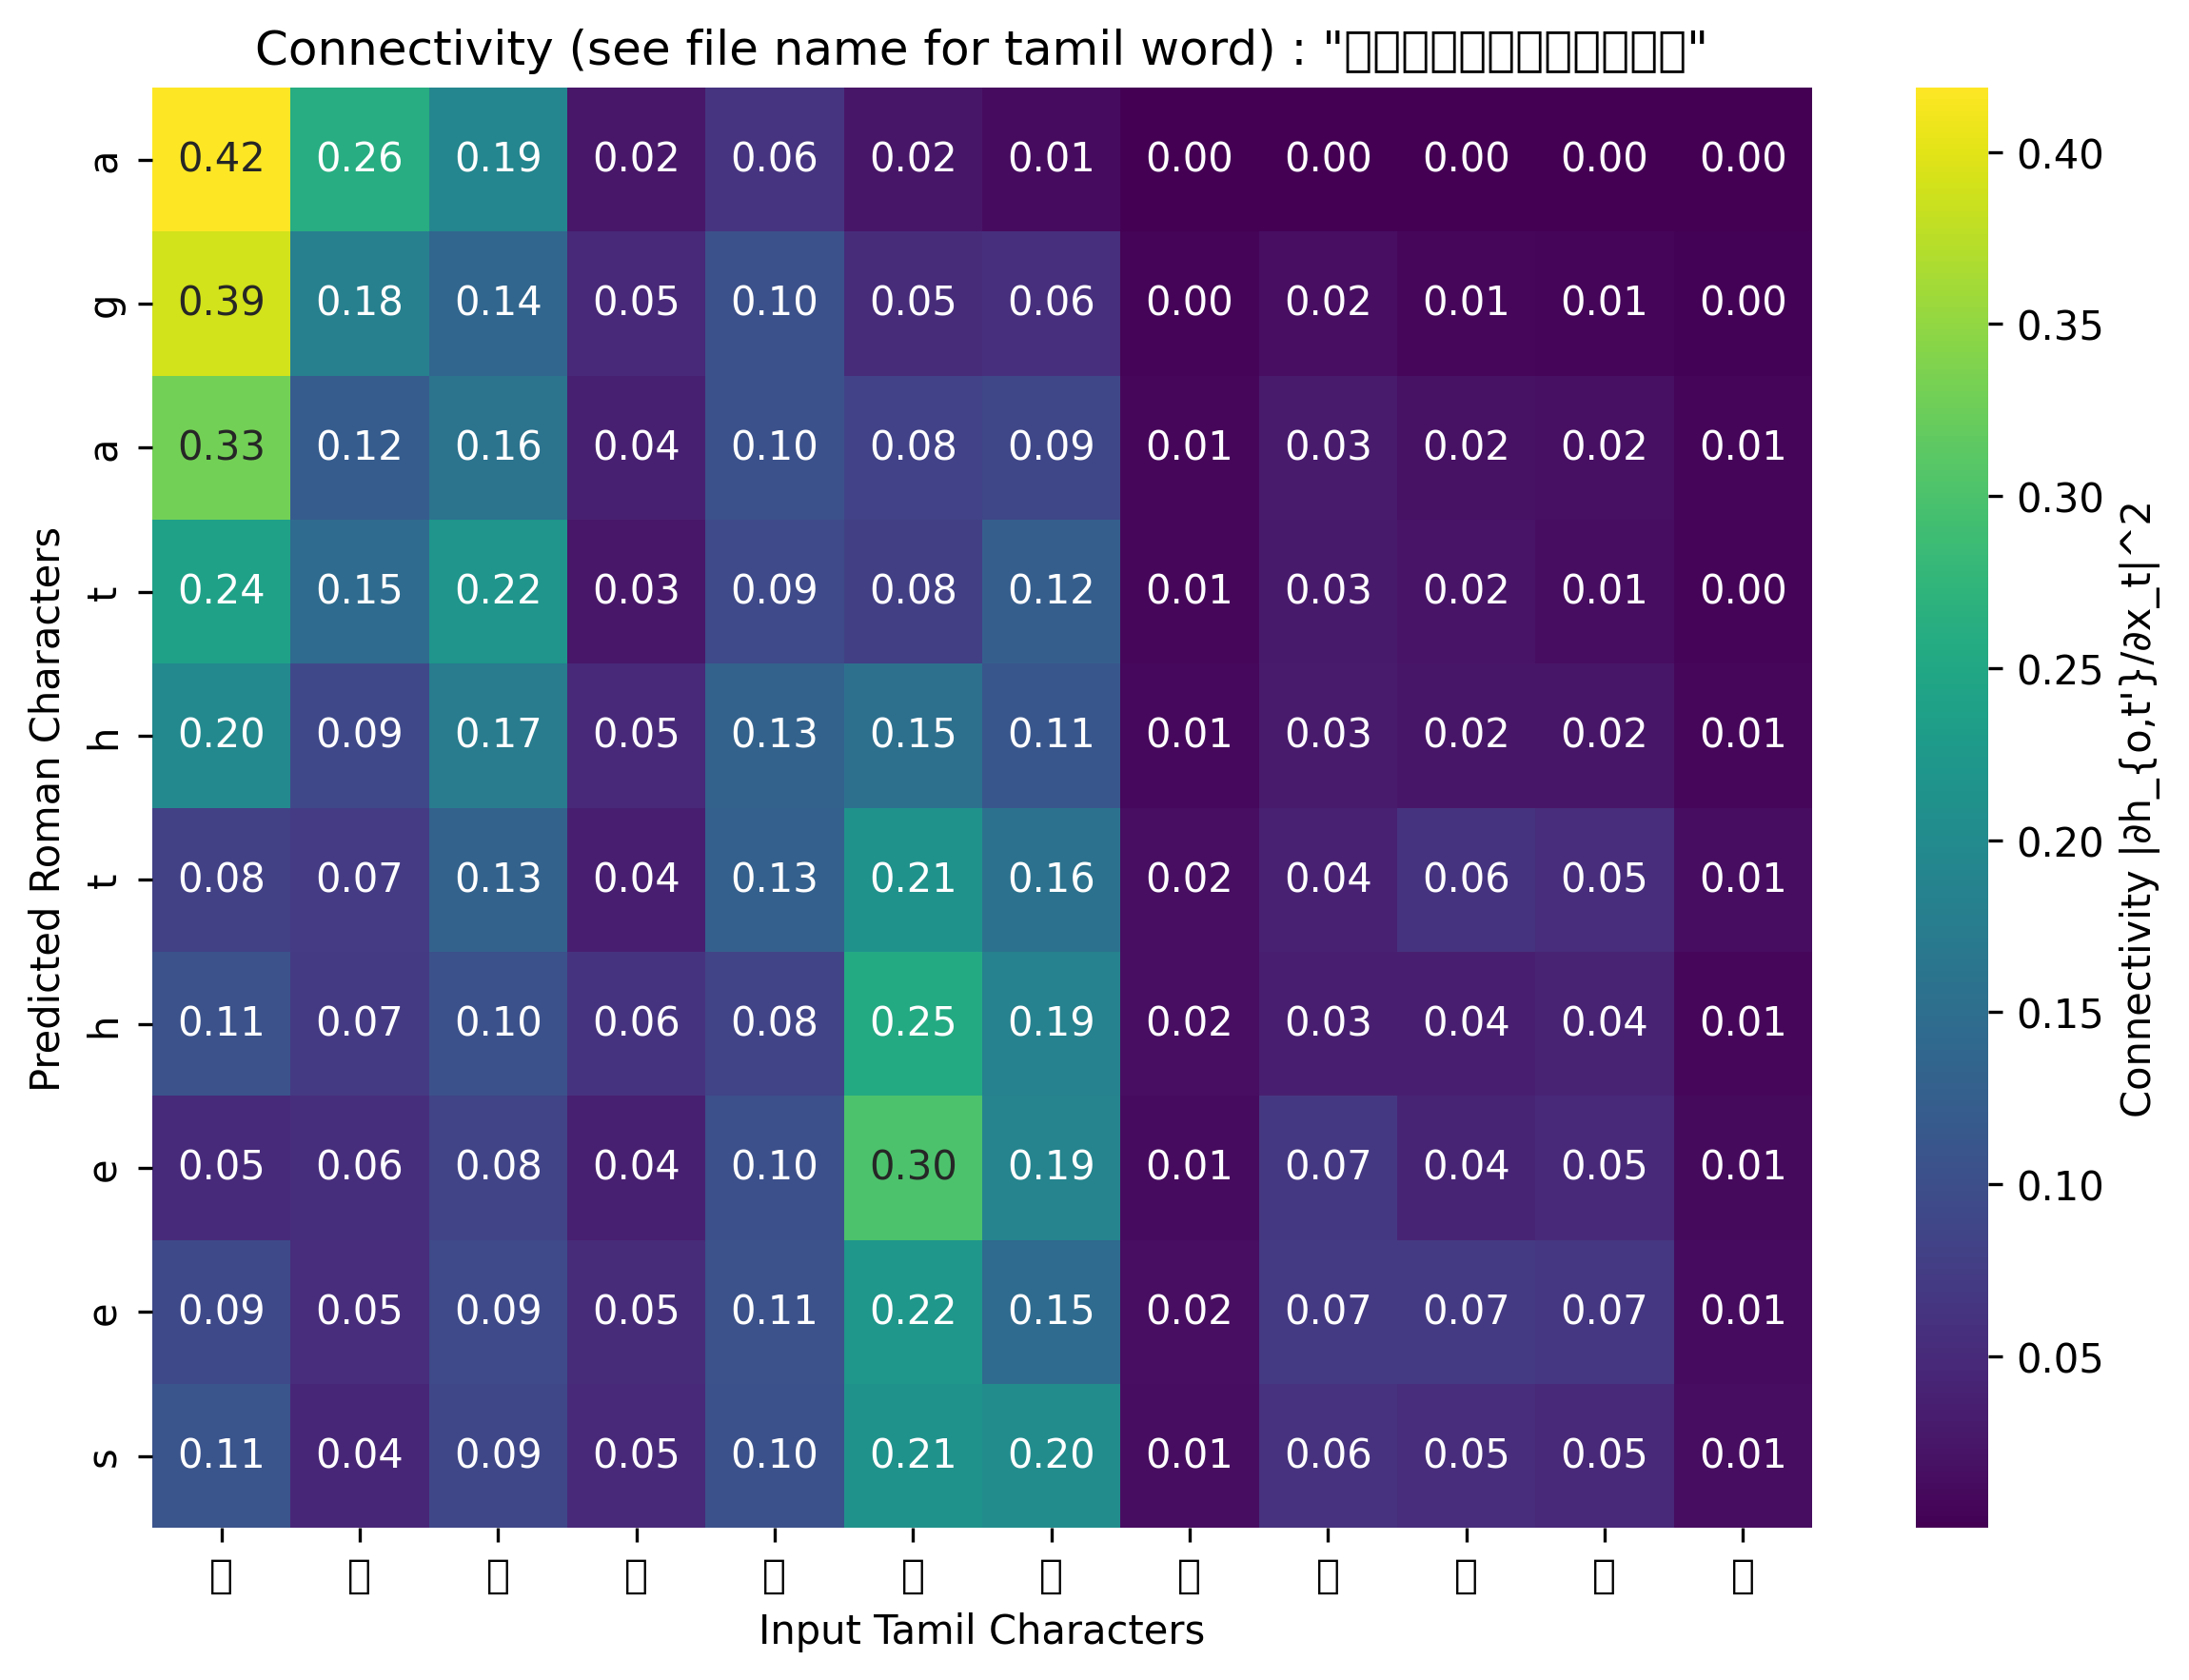 Connectivity (see file name for tamil word) : "▯▯▯▯▯▯▯▯▯▯▯▯"
a 0.42 0.26 0.19 0.02 0.06 0.02 0.01 0.00 0.00 0.00 0.00 0.00
g 0.39 0.18 0.14 0.05 0.10 0.05 0.06 0.00 0.02 0.01 0.01 0.00
a 0.33 0.12 0.16 0.04 0.10 0.08 0.09 0.01 0.03 0.02 0.02 0.01
t 0.24 0.15 0.22 0.03 0.09 0.08 0.12 0.01 0.03 0.02 0.01 0.00
h 0.20 0.09 0.17 0.05 0.13 0.15 0.11 0.01 0.03 0.02 0.02 0.01
t 0.08 0.07 0.13 0.04 0.13 0.21 0.16 0.02 0.04 0.06 0.05 0.01
h 0.11 0.07 0.10 0.06 0.08 0.25 0.19 0.02 0.03 0.04 0.04 0.01
e 0.05 0.06 0.08 0.04 0.10 0.30 0.19 0.01 0.07 0.04 0.05 0.01
e 0.09 0.05 0.09 0.05 0.11 0.22 0.15 0.02 0.07 0.07 0.07 0.01
s 0.11 0.04 0.09 0.05 0.10 0.21 0.20 0.01 0.06 0.05 0.05 0.01
▯ ▯ ▯ ▯ ▯ ▯ ▯ ▯ ▯ ▯ ▯ ▯
Input Tamil Characters
Predicted Roman Characters
0.40
0.35
0.30
0.25
0.20
0.15
0.10
0.05
Connectivity |∂h_{o,t'}/∂x_t|^2